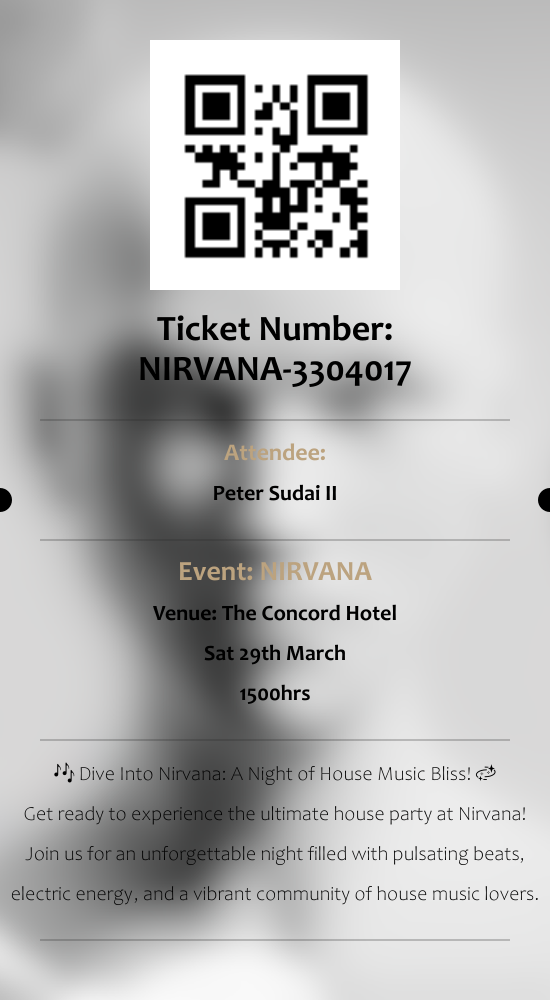 Ticket Number:
NIRVANA-3304017
Attendee:
Peter Sudai II
Event: NIRVANA
Venue: The Concord Hotel
Sat 29th March
1500hrs
🎶 Dive Into Nirvana: A Night of House Music Bliss! 💫
Get ready to experience the ultimate house party at Nirvana!
Join us for an unforgettable night filled with pulsating beats,
electric energy, and a vibrant community of house music lovers.